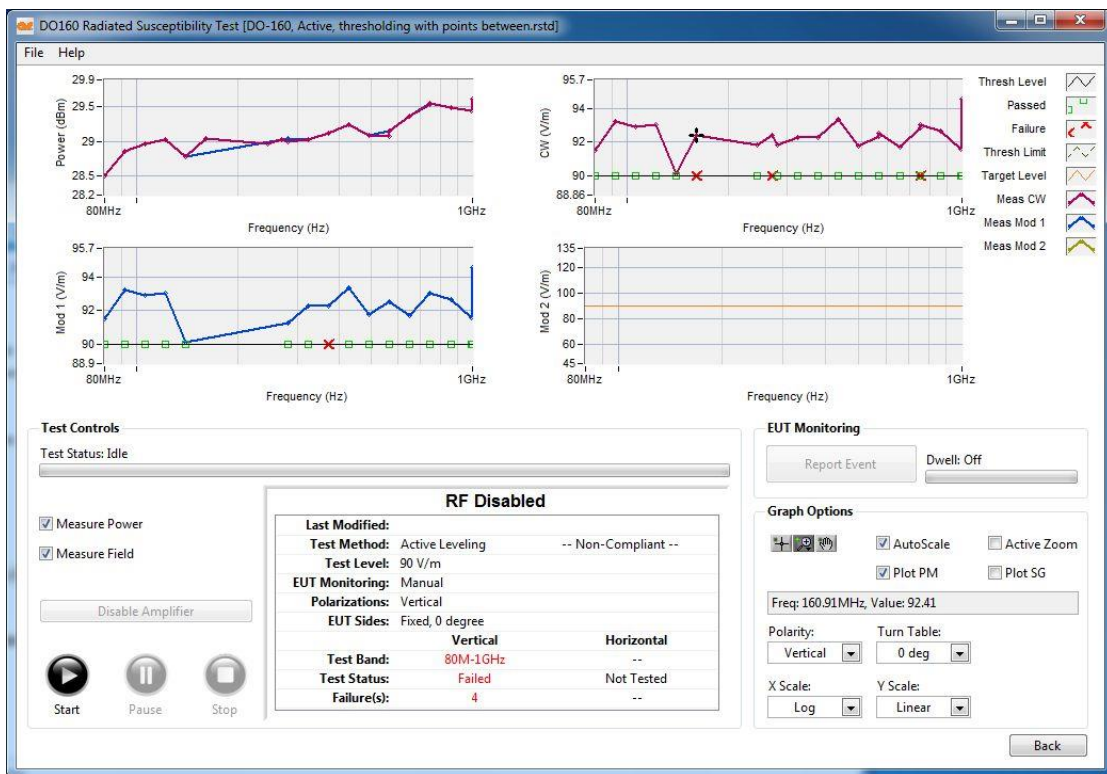 DO160 Radiated Susceptibility Test [DO-160, Active, thresholding with points between.rstd]
File Help
29.9
29.5
29
28.5
28.2
Power (dBm)
80MHz 1GHz
Frequency (Hz)
95.7
94
92
90
88.86
CW (V/m)
80MHz 1GHz
Frequency (Hz)
Thresh Level
Passed
Failure
Thresh Limit
Target Level
Meas CW
Meas Mod 1
Meas Mod 2
95.7
94
92
90
88.9
Mod 1 (V/m)
80MHz 1GHz
Frequency (Hz)
135
120
100
80
60
45
Mod 2 (V/m)
80MHz 1GHz
Frequency (Hz)
Test Controls
Test Status: Idle
Measure Power
Measure Field
Disable Amplifier
Start Pause Stop
RF Disabled
Last Modified:
Test Method: Active Leveling -- Non-Compliant --
Test Level: 90 V/m
EUT Monitoring: Manual
Polarizations: Vertical
EUT Sides: Fixed, 0 degree
Vertical Horizontal
Test Band: 80M-1GHz --
Test Status: Failed Not Tested
Failure(s): 4 --
EUT Monitoring
Report Event Dwell: Off
Graph Options
AutoScale Active Zoom
Plot PM Plot SG
Freq: 160.91MHz, Value: 92.41
Polarity: Turn Table:
Vertical 0 deg
X Scale: Y Scale:
Log Linear
Back